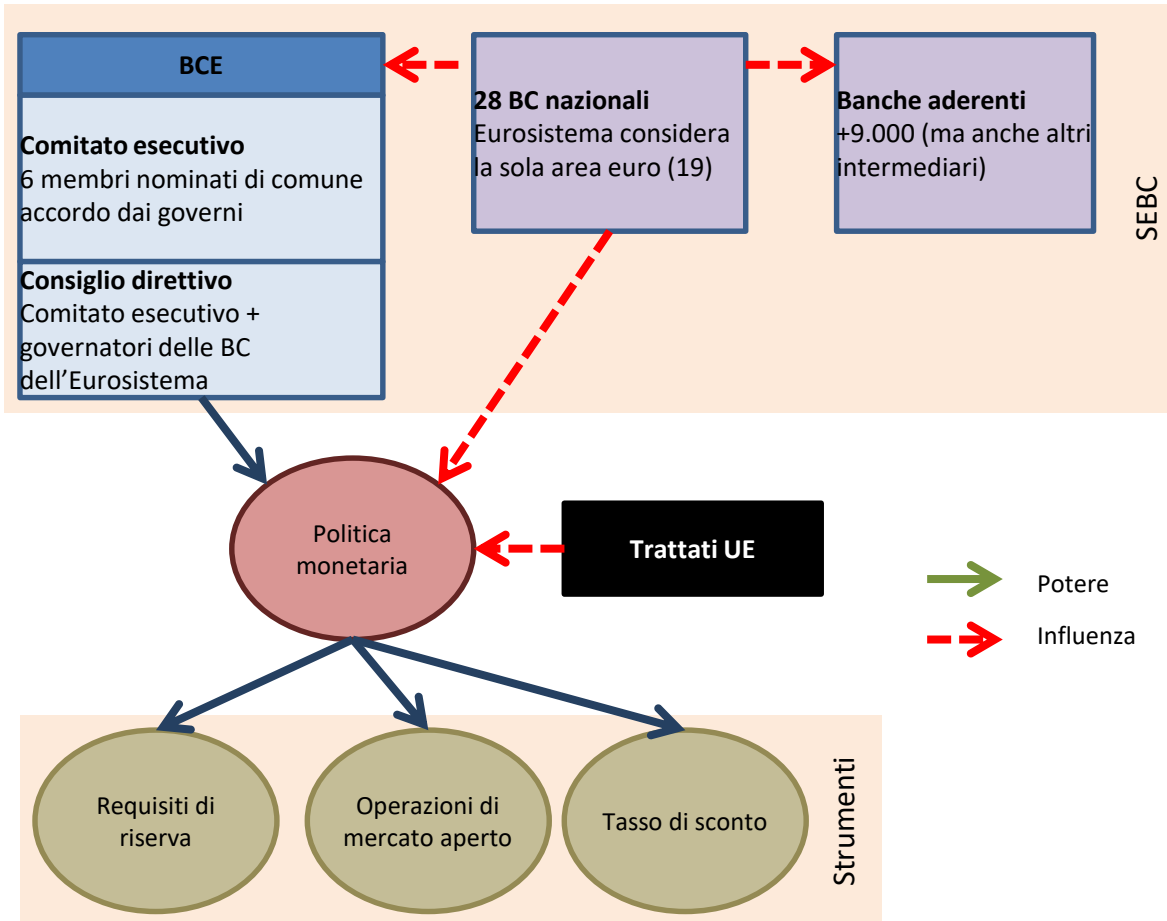 BCE
Comitato esecutivo
6 membri nominati di comune
accordo dai governi
Consiglio direttivo
Comitato esecutivo +
governatori delle BC
dell’Eurosistema
28 BC nazionali
Eurosistema considera
la sola area euro (19)
Banche aderenti
+9.000 (ma anche altri
intermediari)
SEBC
Politica
monetaria
Trattati UE
Potere
Influenza
Requisiti di
riserva
Operazioni di
mercato aperto
Tasso di sconto
Strumenti